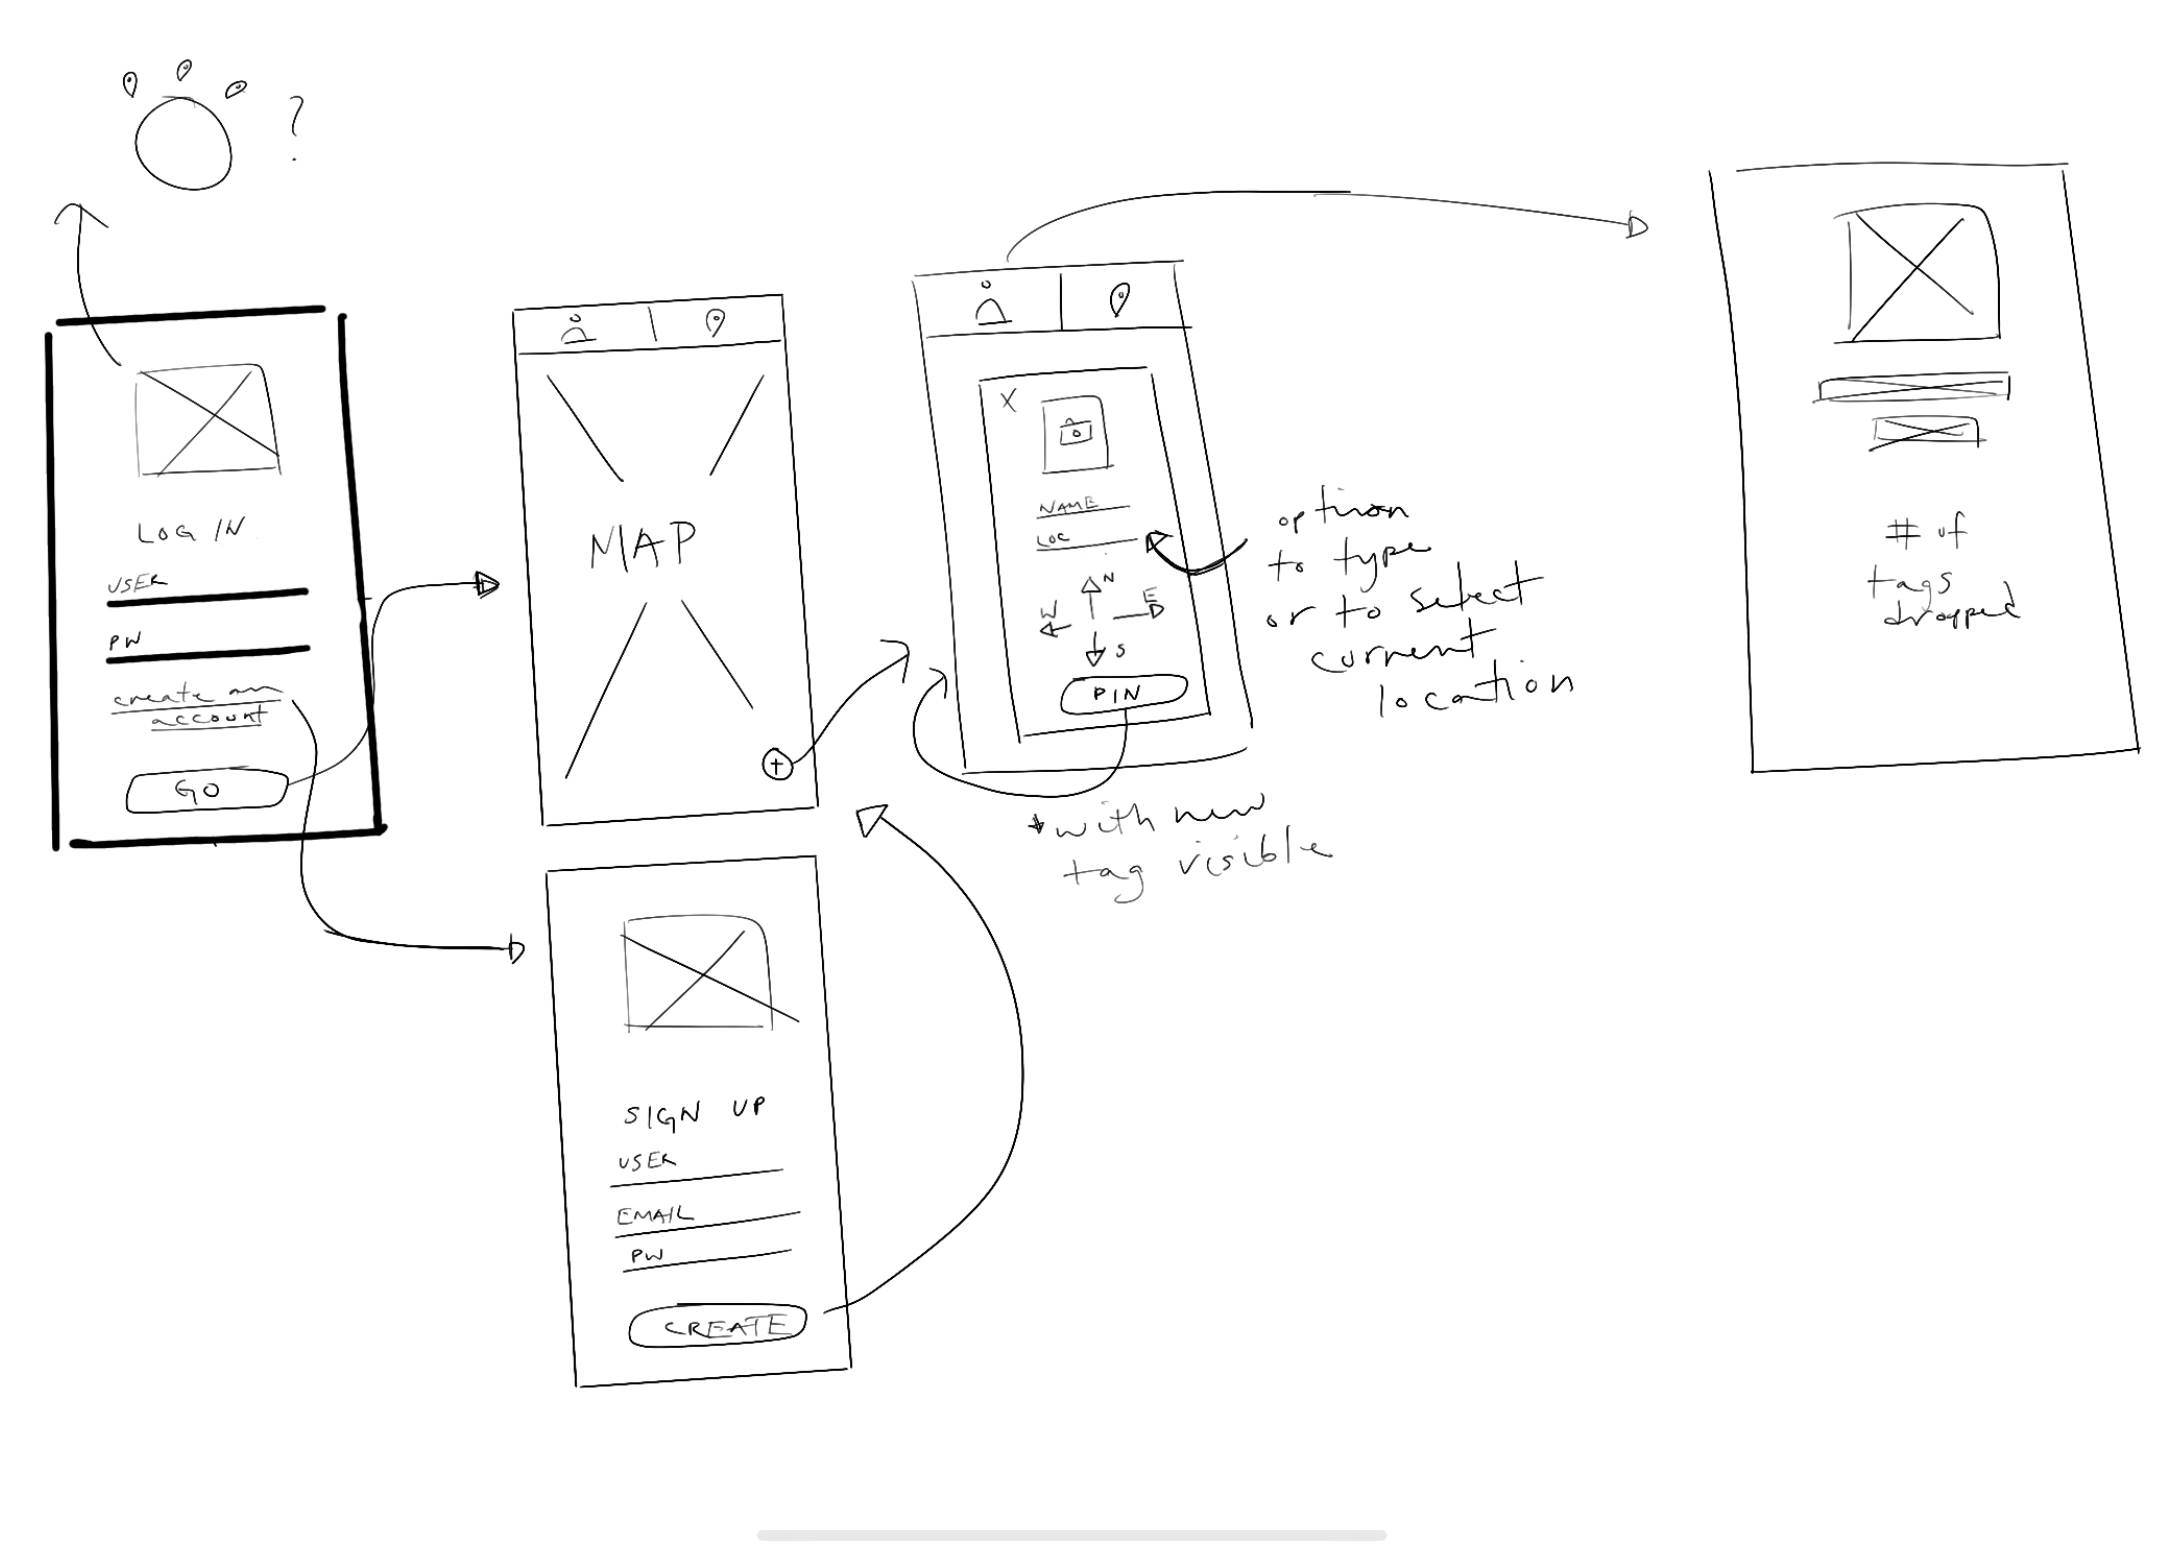 ?
LOG IN
USER
PW
create an
account
GO
MAP
+
X
NAME
LOC
N
W
E
S
PIN
option
to type
or to select
current
location
*with new
tag visible
# of
tags
dropped
SIGN UP
USER
EMAIL
PW
CREATE